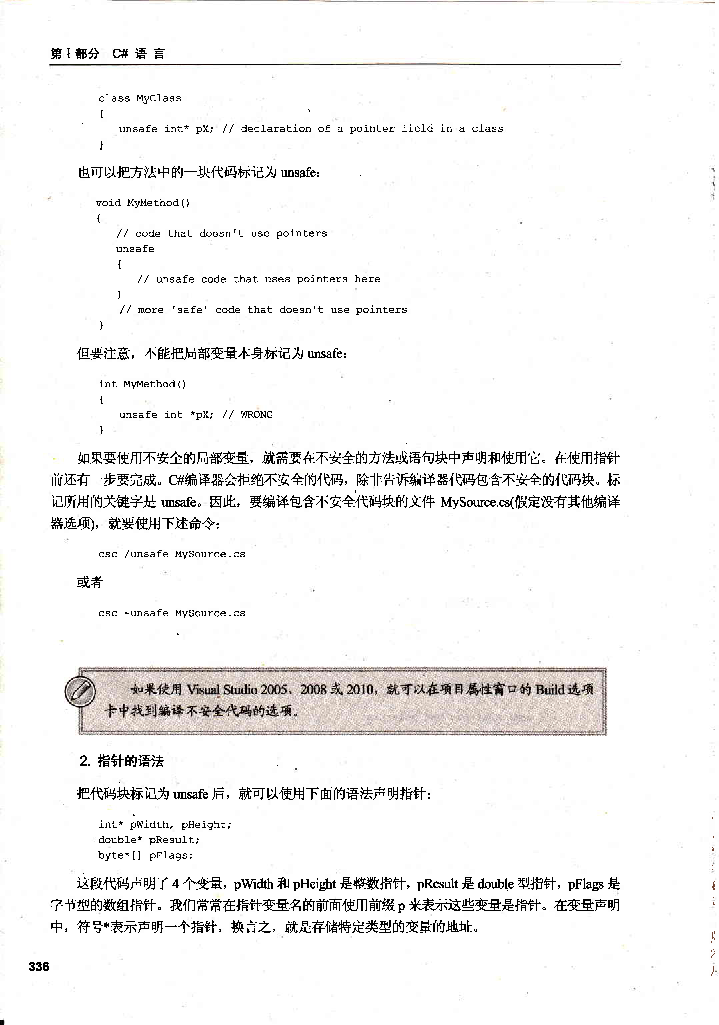 第 I 部分 C# 语 言
class MyClass
{
unsafe int* pX; // declaration of a pointer field in a class
}
也可以把方法中的一块代码标记为 unsafe：
void MyMethod()
{
// code that doesn't use pointers
unsafe
{
// unsafe code that uses pointers here
}
// more 'safe' code that doesn't use pointers
}
但要注意，不能把局部变量本身标记为 unsafe：
int MyMethod()
{
unsafe int *pX; // WRONG
}
如果要使用不安全的局部变量，就需要在不安全的方法或语句块中声明和使用它。在使用指针
前还有一步要完成。C#编译器会拒绝不安全的代码，除非告诉编译器代码包含不安全的代码块。标
记所用的关键字是 unsafe。因此，要编译包含不安全代码块的文件 MySource.cs(假定没有其他编译
器选项)，就要使用下述命令：
csc /unsafe MySource.cs
或者
csc -unsafe MySource.cs
如果使用 Visual Studio 2005、2008 或 2010，就可以在项目属性窗口的 Build 选项
卡中找到编译不安全代码的选项。
2. 指针的语法
把代码块标记为 unsafe 后，就可以使用下面的语法声明指针：
int* pWidth, pHeight;
double* pResult;
byte*[] pFlags;
这段代码声明了 4 个变量，pWidth 和 pHeight 是整数指针，pResult 是 double 型指针，pFlags 是
字节型的数组指针。我们常常在指针变量名的前面使用前缀 p 来表示这些变量是指针。在变量声明
中，符号*表示声明一个指针，换言之，就是存储特定类型的变量的地址。
336